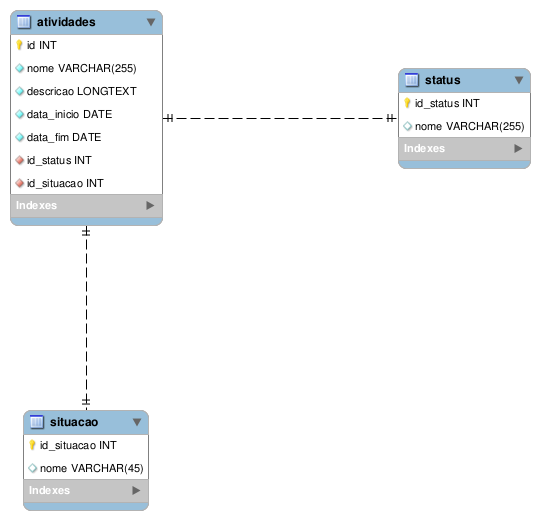 atividades
id INT
nome VARCHAR(255)
descricao LONGTEXT
data_inicio DATE
data_fim DATE
id_status INT
id_situacao INT
Indexes
status
id_status INT
nome VARCHAR(255)
Indexes
situacao
id_situacao INT
nome VARCHAR(45)
Indexes